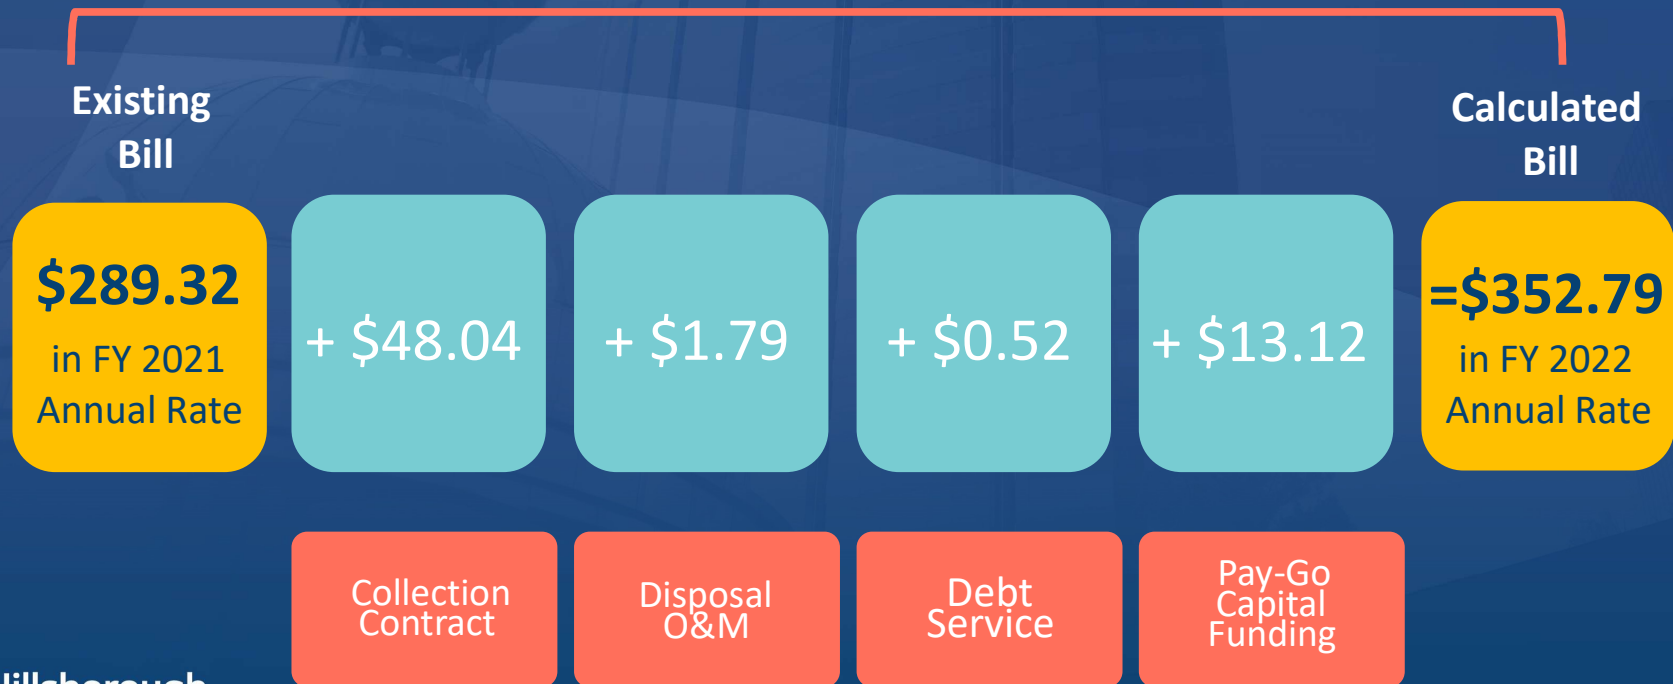 Existing
Bill
Calculated
Bill
$289.32
in FY 2021
Annual Rate
+ $48.04
+ $1.79
+ $0.52
+ $13.12
=$352.79
in FY 2022
Annual Rate
Collection
Contract
Disposal
O&M
Debt
Service
Pay-Go
Capital
Funding